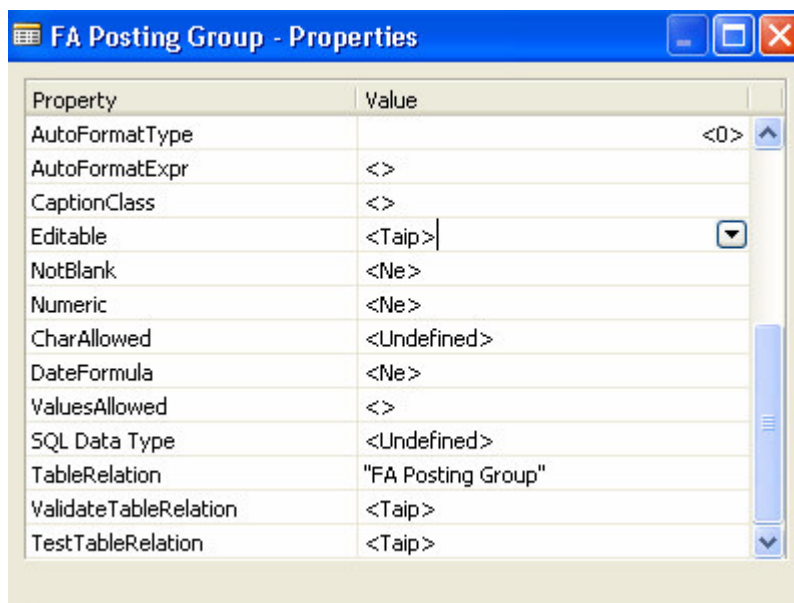 FA Posting Group - Properties
Property Value
AutoFormatType <0>
AutoFormatExpr <>
CaptionClass <>
Editable <Taip>
NotBlank <Ne>
Numeric <Ne>
CharAllowed <Undefined>
DateFormula <Ne>
ValuesAllowed <>
SQL Data Type <Undefined>
TableRelation "FA Posting Group"
ValidateTableRelation <Taip>
TestTableRelation <Taip>